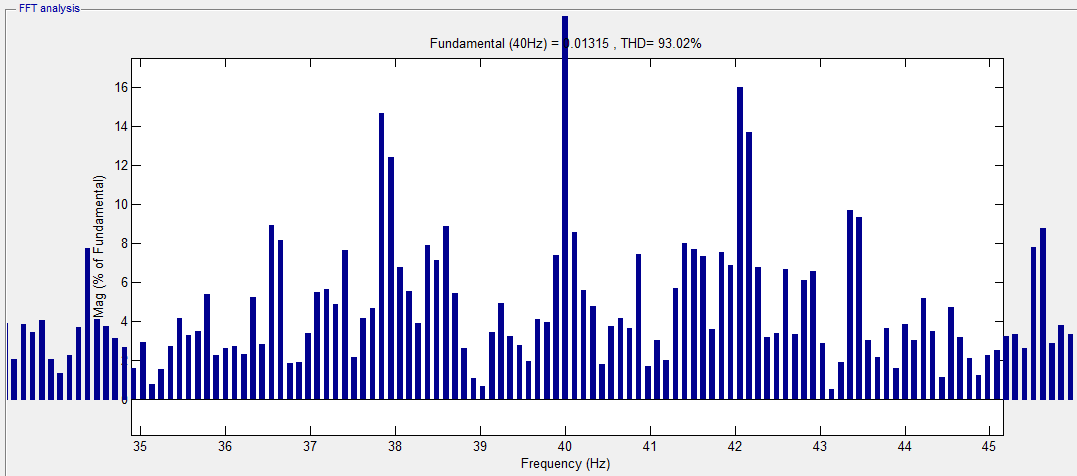 FFT analysis
Fundamental (40Hz) = 0.01315 , THD= 93.02%
16
14
12
10
8
6
4
2
0
Mag (% of Fundamental)
35 36 37 38 39 40 41 42 43 44 45
Frequency (Hz)